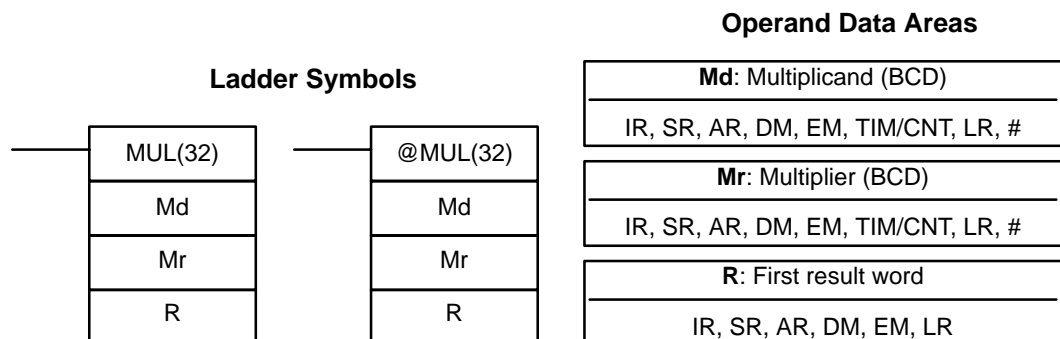 Operand Data Areas
Ladder Symbols
Md: Multiplicand (BCD)
IR, SR, AR, DM, EM, TIM/CNT, LR, #
MUL(32)
@MUL(32)
Mr: Multiplier (BCD)
Md
Md
IR, SR, AR, DM, EM, TIM/CNT, LR, #
Mr
Mr
R: First result word
R
R
IR, SR, AR, DM, EM, LR